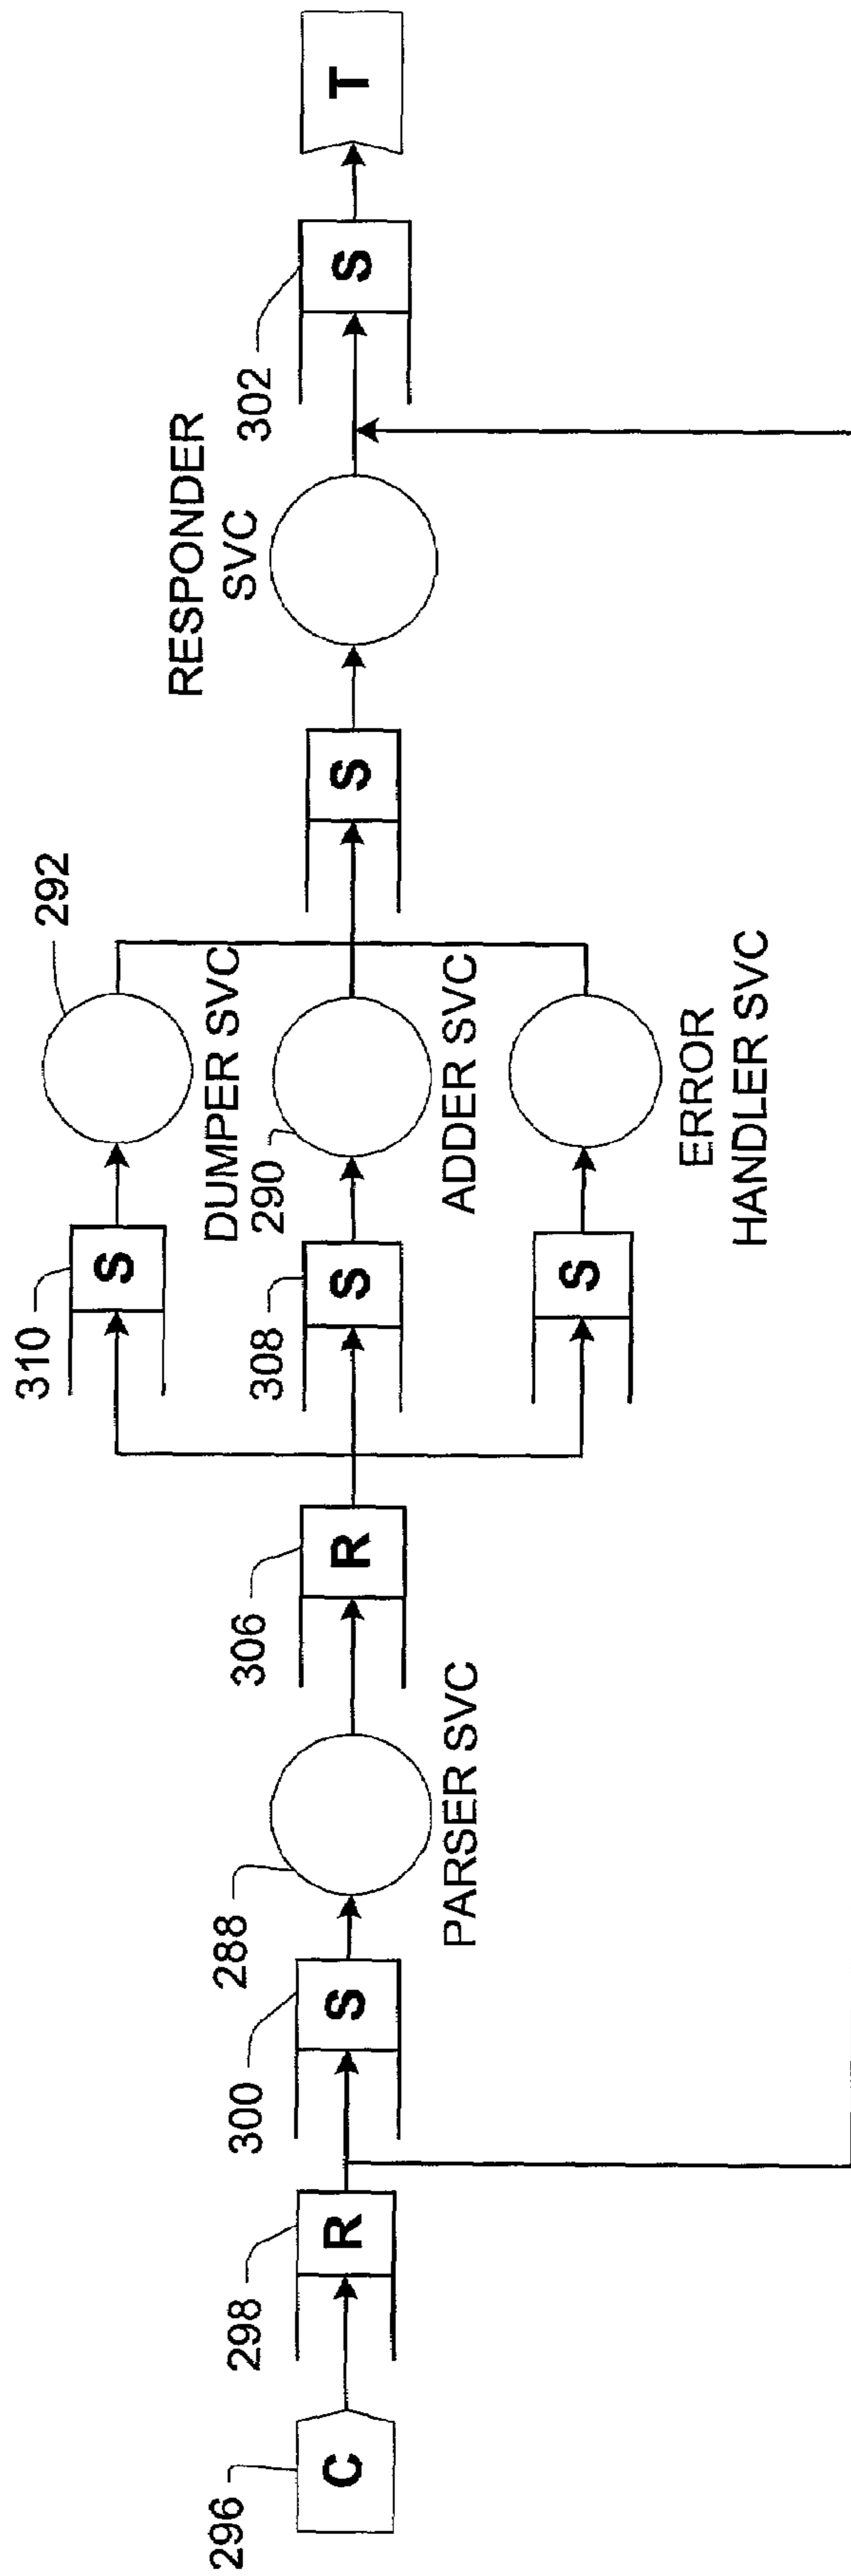 296
C
298
R
300
S
288
PARSER SVC
306
R
310
S
292
DUMPER SVC
308
S
290
ADDER SVC
S
ERROR
HANDLER SVC
S
RESPONDER
SVC
302
S
T